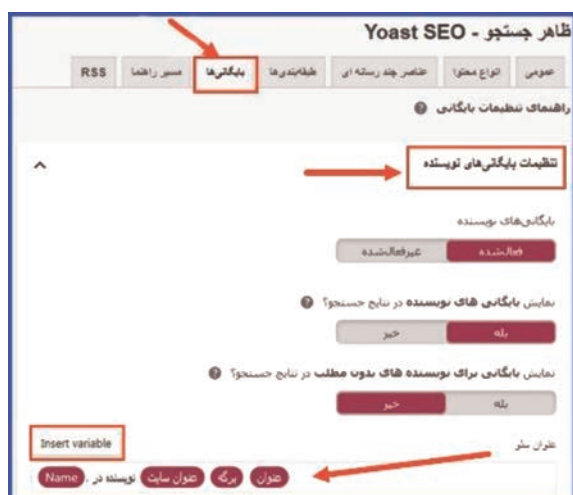 ظاهر جستجو - Yoast SEO
عمومی انواع محتوا عناصر چند رسانه ای طبقه‌بندی‌ها بایگانی‌ها مسیر راهنما RSS
راهنمای تنظیمات بایگانی
تنظیمات بایگانی‌های نویسنده
بایگانی‌های نویسنده
فعال‌شده غیرفعال‌شده
نمایش بایگانی های نویسنده در نتایج جستجو؟
بله خیر
نمایش بایگانی برای نویسنده های بدون مطلب در نتایج جستجو؟
بله خیر
عنوان سئو Insert variable
Name، نویسنده در عنوان سایت برگه عنوان